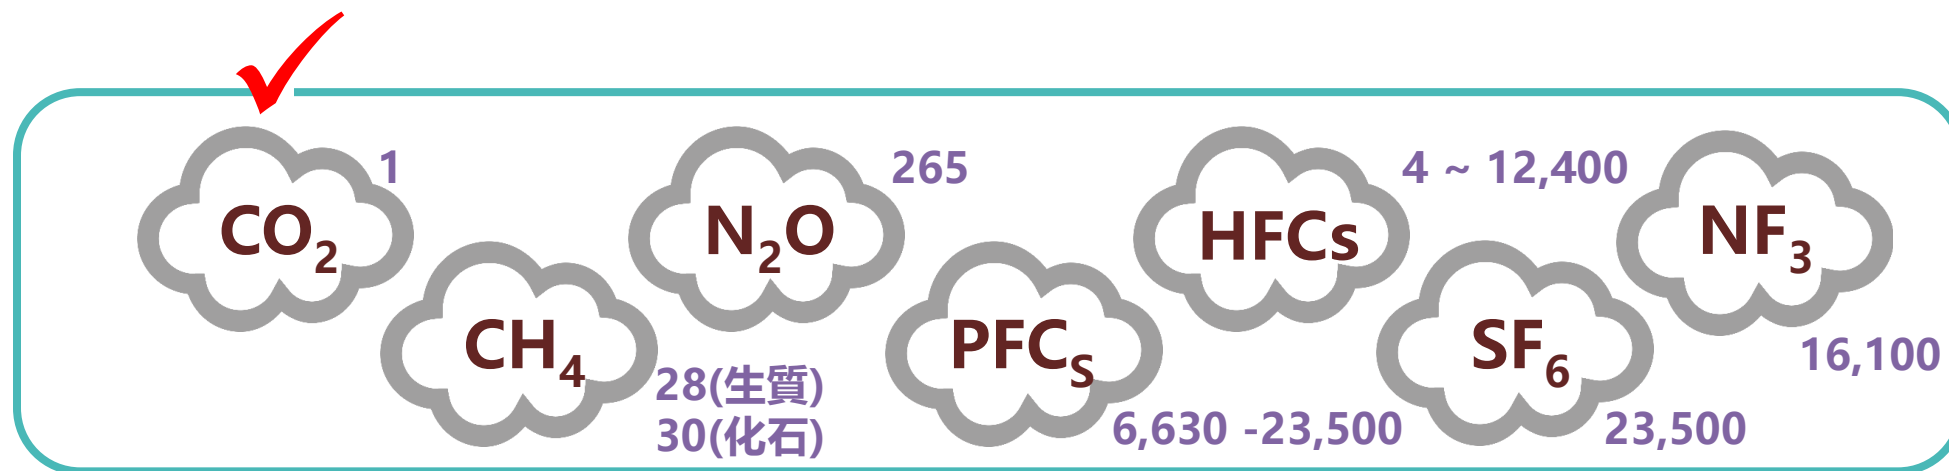 CO₂
1
CH₄
28(生質)
30(化石)
N₂O
265
PFCs
6,630 -23,500
HFCs
4 ~ 12,400
SF₆
23,500
NF₃
16,100